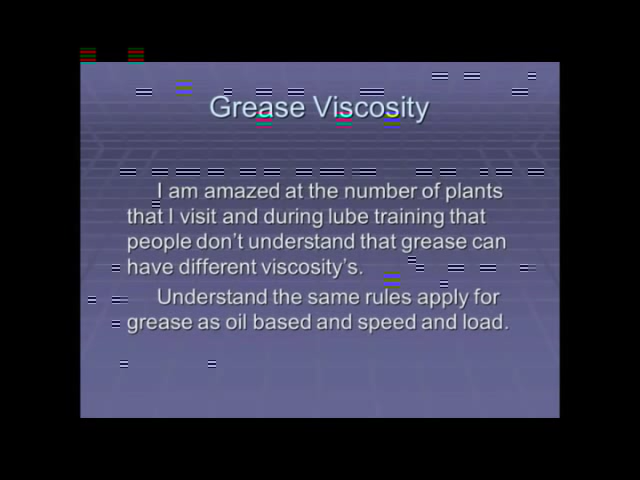 Grease Viscosity
I am amazed at the number of plants
that I visit and during lube training that
people don't understand that grease can
have different viscosity's.
Understand the same rules apply for
grease as oil based and speed and load.